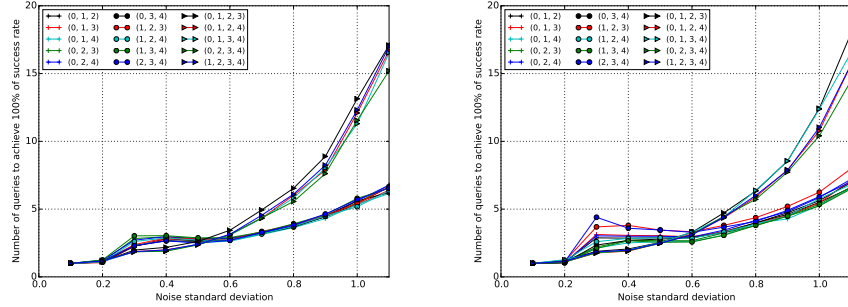 Number of queries to achieve 100% of success rate
20
15
10
5
0
(0, 1, 2) (0, 3, 4) (0, 1, 2, 3)
(0, 1, 3) (1, 2, 3) (0, 1, 2, 4)
(0, 1, 4) (1, 2, 4) (0, 1, 3, 4)
(0, 2, 3) (1, 3, 4) (0, 2, 3, 4)
(0, 2, 4) (2, 3, 4) (1, 2, 3, 4)
0.0 0.2 0.4 0.6 0.8 1.0
Noise standard deviation
Number of queries to achieve 100% of success rate
20
15
10
5
0
(0, 1, 2) (0, 3, 4) (0, 1, 2, 3)
(0, 1, 3) (1, 2, 3) (0, 1, 2, 4)
(0, 1, 4) (1, 2, 4) (0, 1, 3, 4)
(0, 2, 3) (1, 3, 4) (0, 2, 3, 4)
(0, 2, 4) (2, 3, 4) (1, 2, 3, 4)
0.0 0.2 0.4 0.6 0.8 1.0
Noise standard deviation